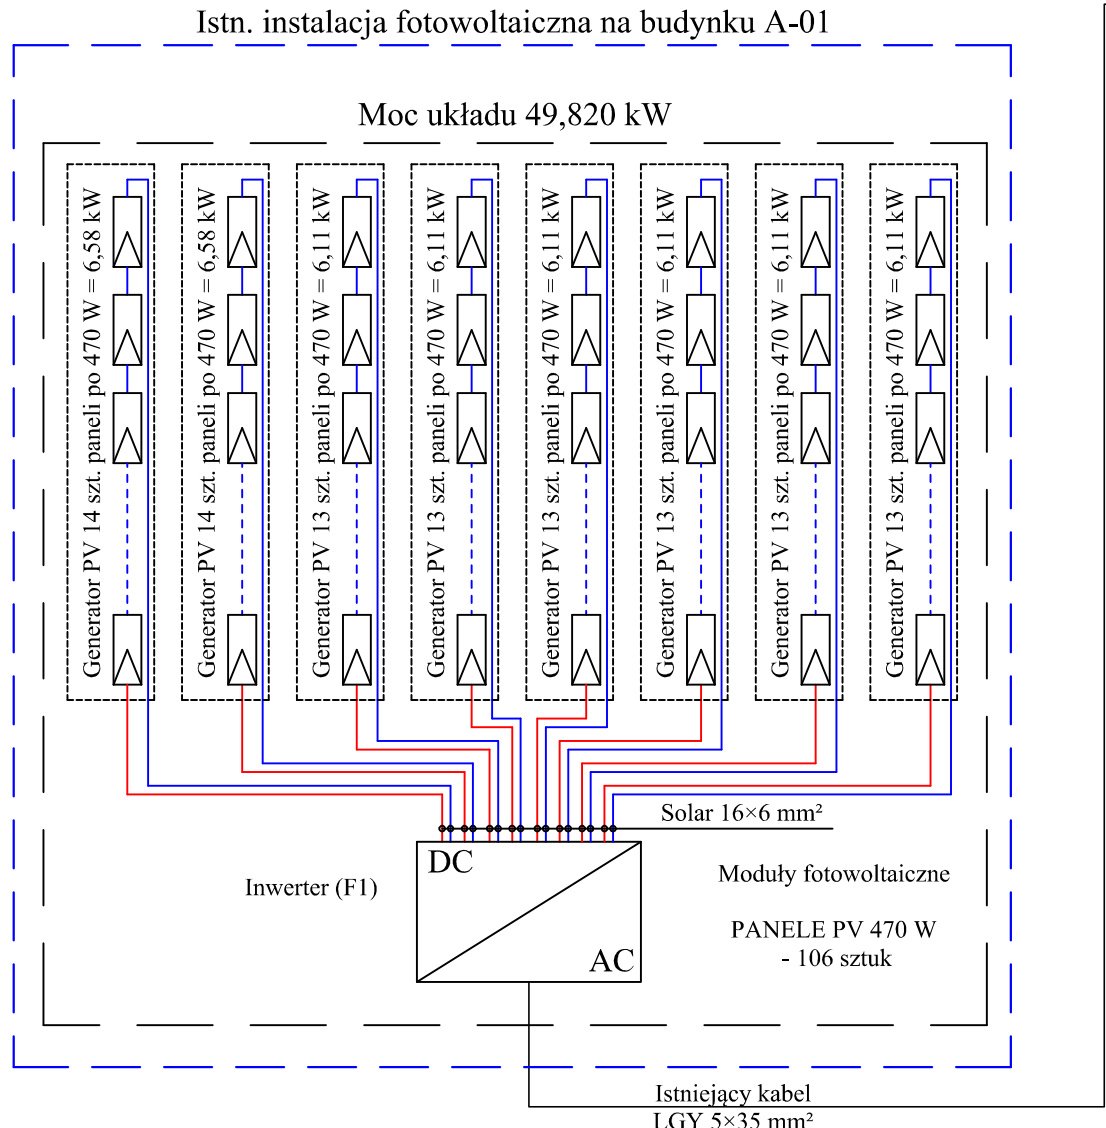 Istn. instalacja fotowoltaiczna na budynku A-01
Moc układu 49,820 kW
Generator PV 14 szt. paneli po 470 W = 6,58 kW
Generator PV 14 szt. paneli po 470 W = 6,58 kW
Generator PV 13 szt. paneli po 470 W = 6,11 kW
Generator PV 13 szt. paneli po 470 W = 6,11 kW
Generator PV 13 szt. paneli po 470 W = 6,11 kW
Generator PV 13 szt. paneli po 470 W = 6,11 kW
Generator PV 13 szt. paneli po 470 W = 6,11 kW
Generator PV 13 szt. paneli po 470 W = 6,11 kW
Solar 16×6 mm²
DC
AC
Inwerter (F1)
Moduły fotowoltaiczne
PANELE PV 470 W
- 106 sztuk
Istniejący kabel
LGY 5×35 mm²